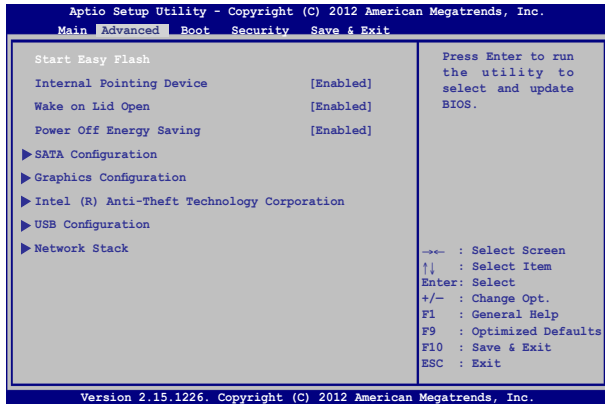 Aptio Setup Utility - Copyright (C) 2012 American Megatrends, Inc.
Main Advanced Boot Security Save & Exit
Start Easy Flash
Internal Pointing Device [Enabled]
Wake on Lid Open [Enabled]
Power Off Energy Saving [Enabled]
SATA Configuration
Graphics Configuration
Intel (R) Anti-Theft Technology Corporation
USB Configuration
Network Stack
Press Enter to run
the utility to
select and update
BIOS.
→← : Select Screen
↑↓ : Select Item
Enter: Select
+/— : Change Opt.
F1 : General Help
F9 : Optimized Defaults
F10 : Save & Exit
ESC : Exit
Version 2.15.1226. Copyright (C) 2012 American Megatrends, Inc.